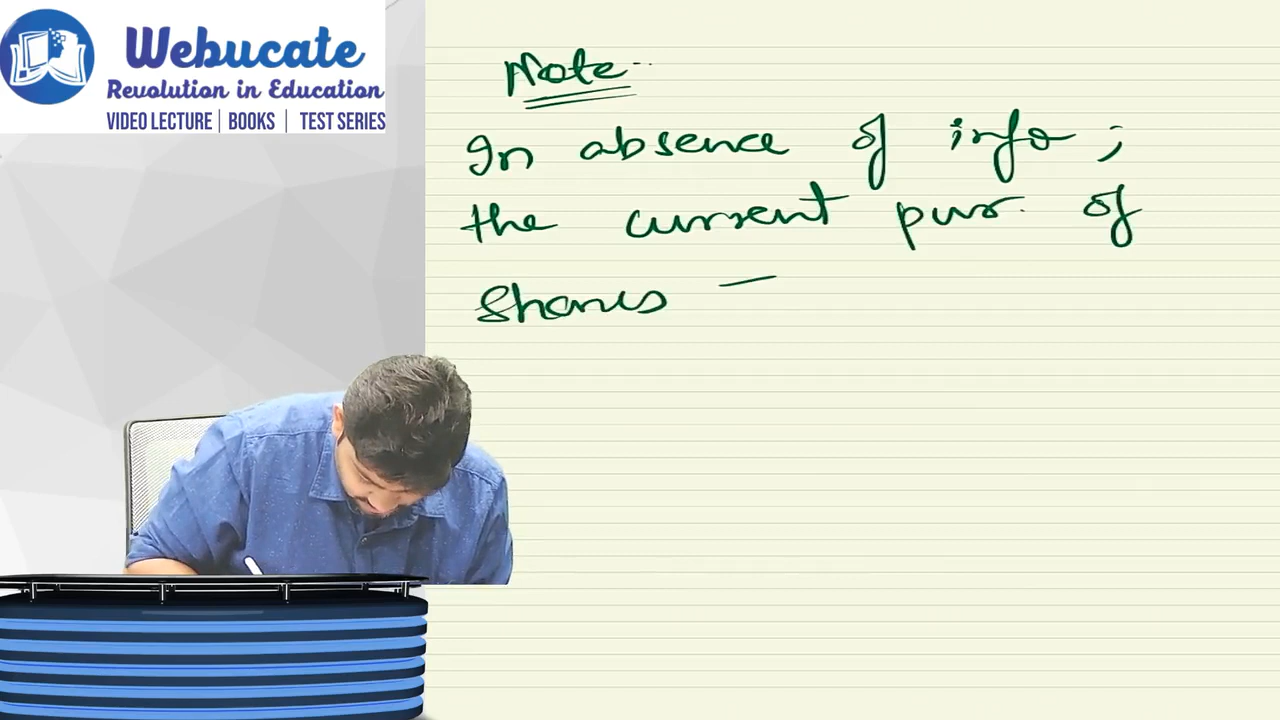 Webucate
Revolution in Education
VIDEO LECTURE | BOOKS | TEST SERIES
Note:-
In absence of info ;
the current pur. of
shares -